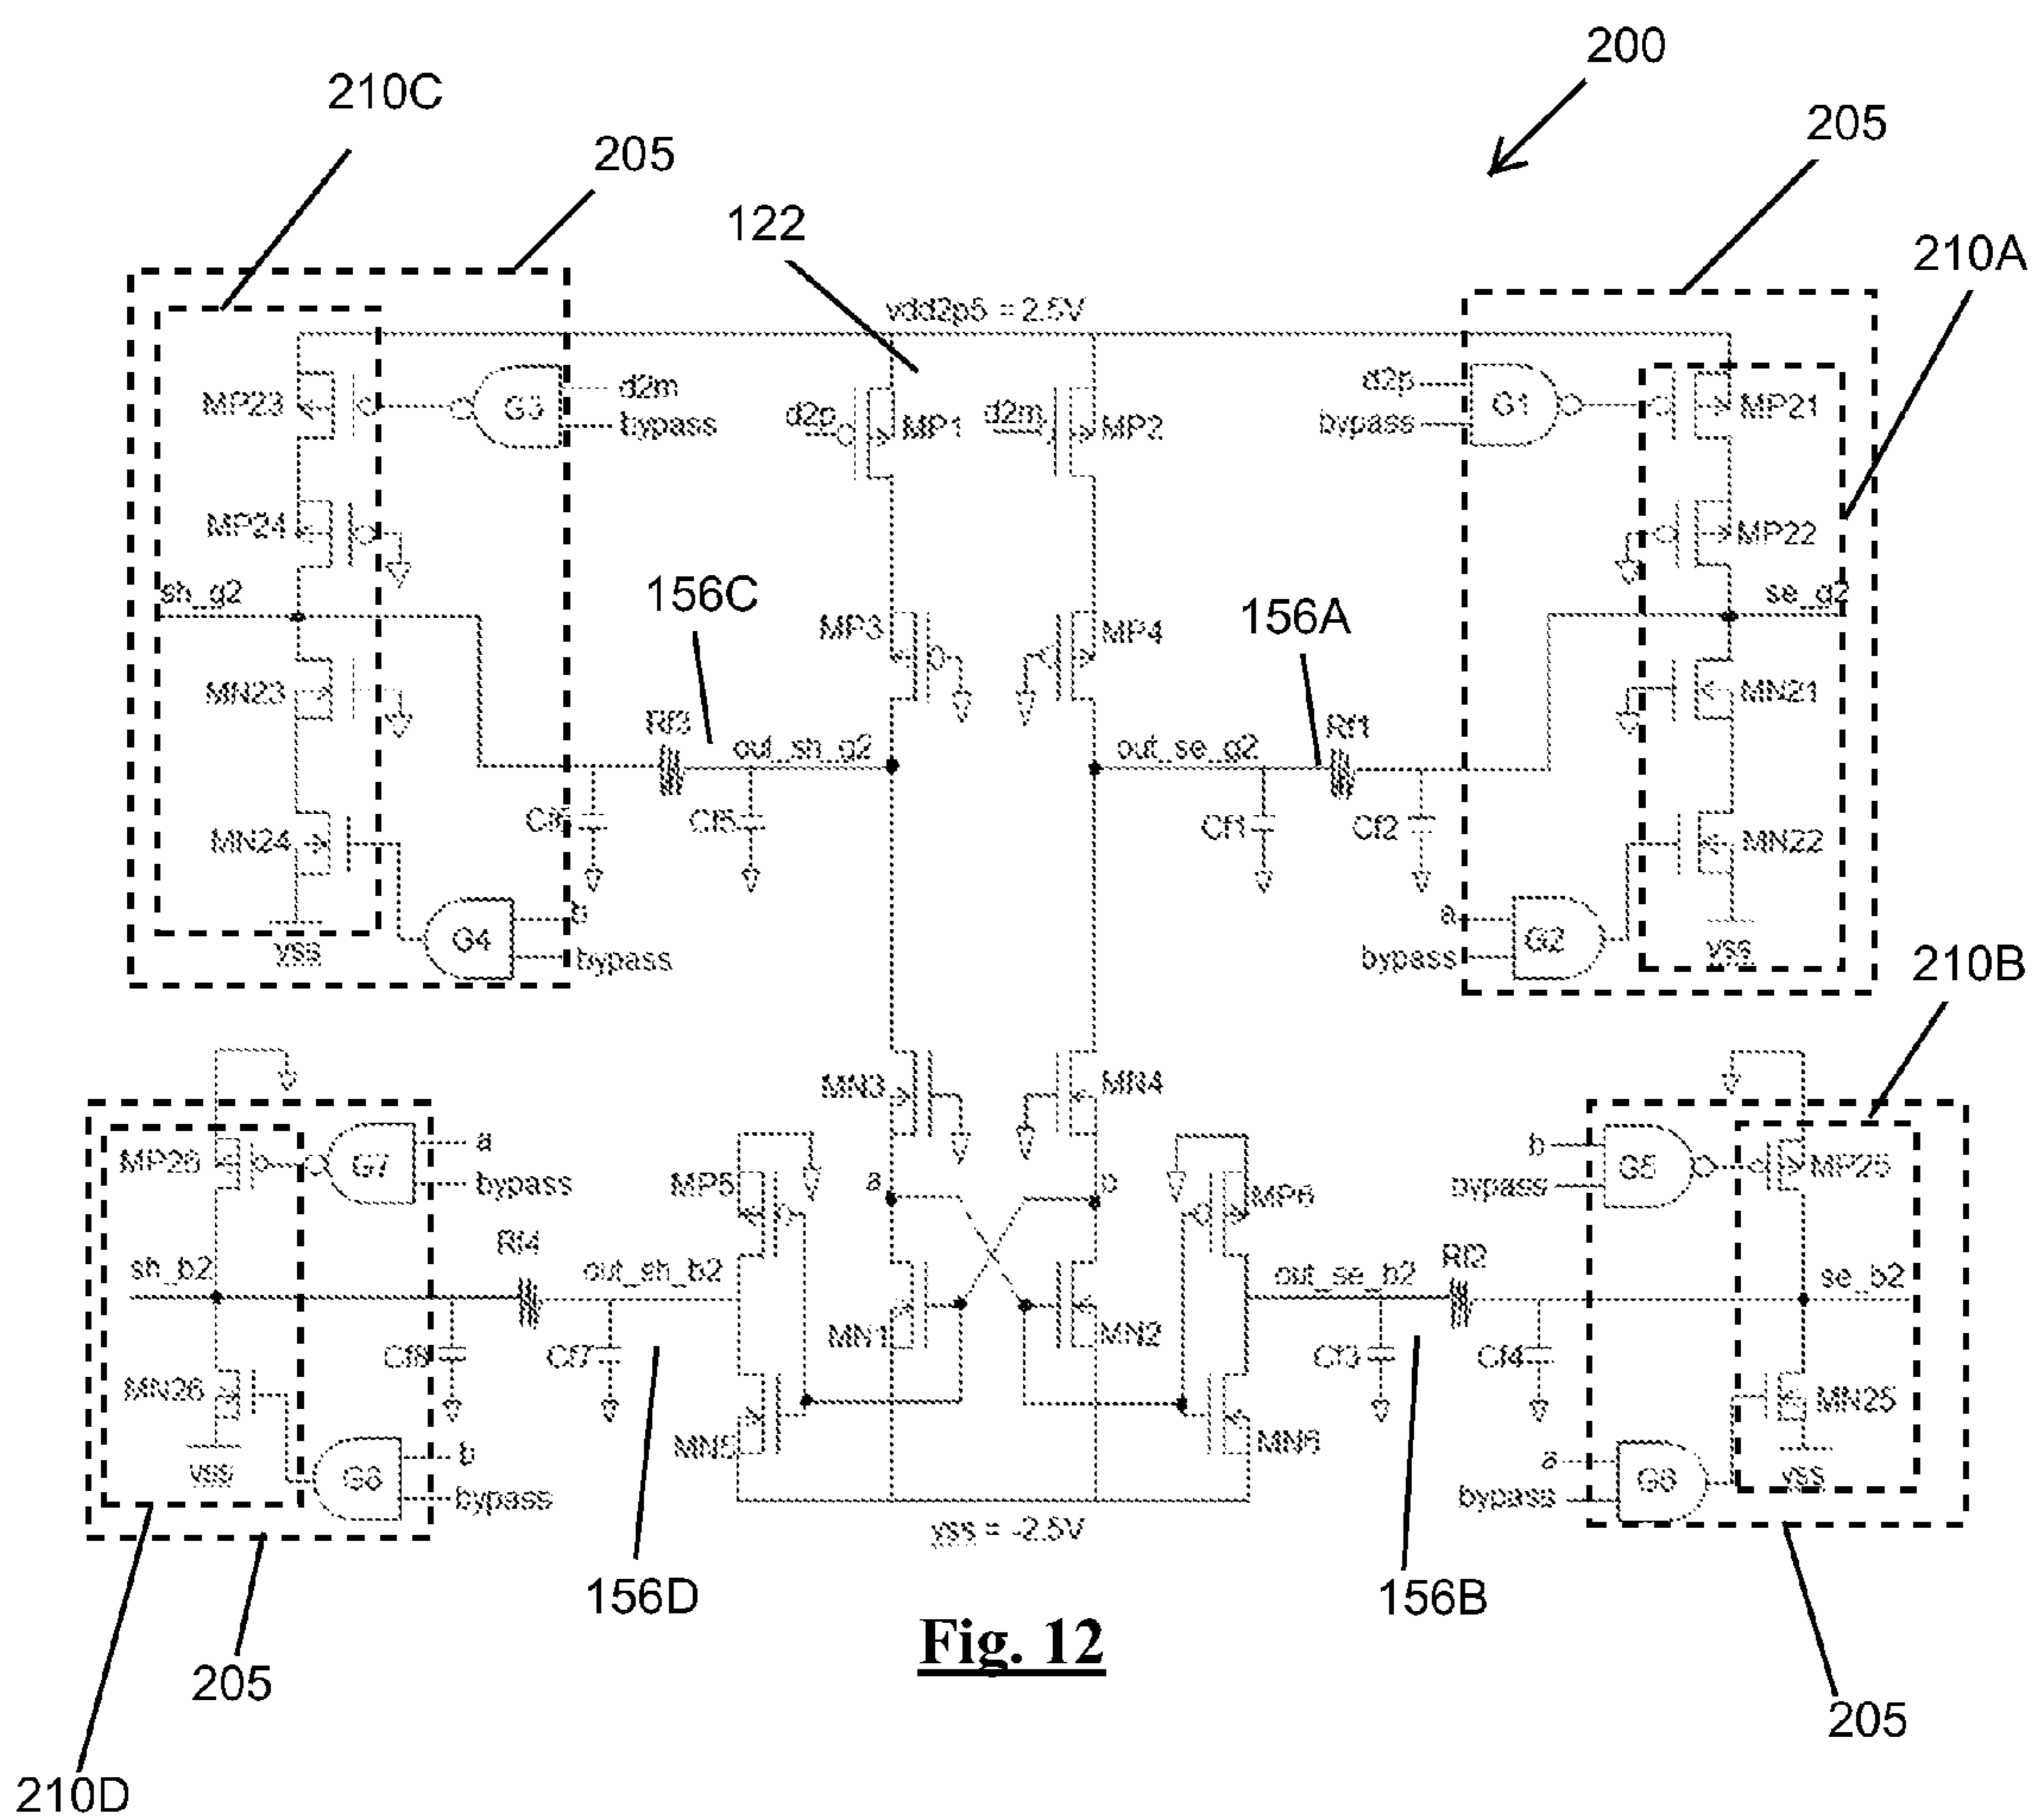 200
210C
205
205
122
210A
vdd2p5 = 2.5V
MP23
G3
d2m
bypass
d2p
MP1
d2m
MP2
d2p
bypass
G1
MP21
MP24
MP22
sh_g2
156C
156A
se_g2
MP3
MP4
MN23
MN21
Rf3
out_sh_g2
out_se_g2
Rf1
MN24
Cf6
Cf5
Cf1
Cf2
MN22
G4
b
bypass
vss
a
bypass
G2
vss
210B
MN3
MN4
MP26
G7
a
bypass
MP5
a
b
MP6
b
bypass
G5
MP25
sh_b2
Rf4
out_sh_b2
out_se_b2
Rf2
se_b2
MN1
MN2
Cf8
Cf7
Cf3
Cf4
MN26
MN25
MN5
MN6
vss
G8
b
bypass
a
bypass
G6
vss
vss = -2.5V
156D
156B
Fig. 12
205
205
210D